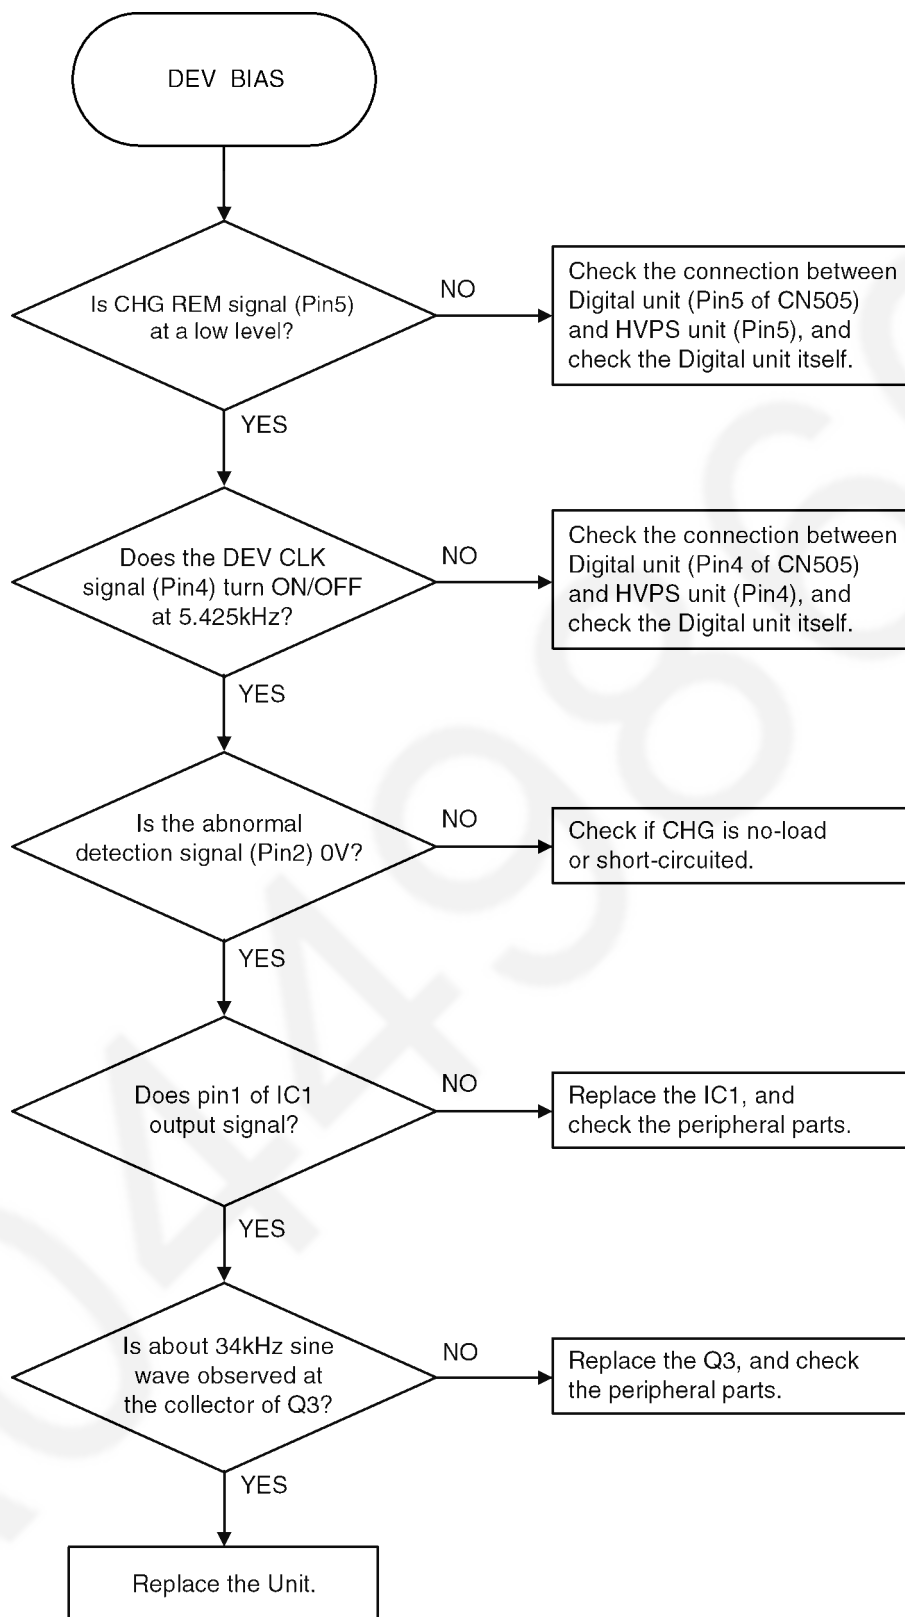 DEV BIAS
Is CHG REM signal (Pin5)
at a low level?
NO
Check the connection between
Digital unit (Pin5 of CN505)
and HVPS unit (Pin5), and
check the Digital unit itself.
YES
Does the DEV CLK
signal (Pin4) turn ON/OFF
at 5.425kHz?
NO
Check the connection between
Digital unit (Pin4 of CN505)
and HVPS unit (Pin4), and
check the Digital unit itself.
YES
Is the abnormal
detection signal (Pin2) 0V?
NO
Check if CHG is no-load
or short-circuited.
YES
Does pin1 of IC1
output signal?
NO
Replace the IC1, and
check the peripheral parts.
YES
Is about 34kHz sine
wave observed at
the collector of Q3?
NO
Replace the Q3, and check
the peripheral parts.
YES
Replace the Unit.